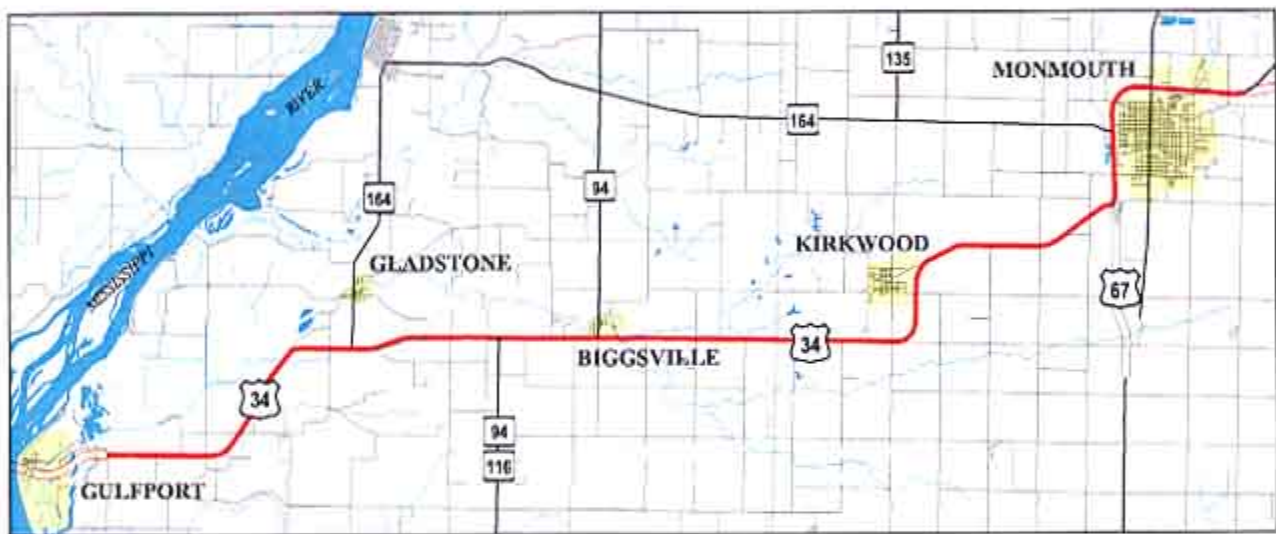 RIVER
135
MONMOUTH
164
94
164
KIRKWOOD
GLADSTONE
MISSISSIPPI
67
BIGGSVILLE
34
34
94
116
GULFPORT